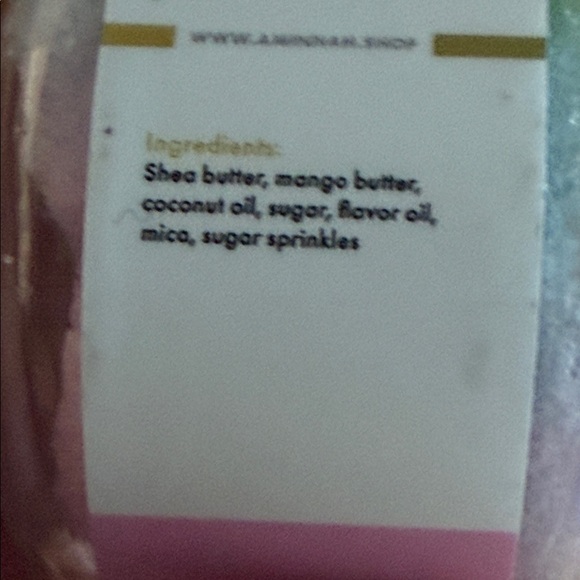 Ingredients:
Shea butter, mango butter,
coconut oil, sugar, flavor oil,
mica, sugar sprinkles